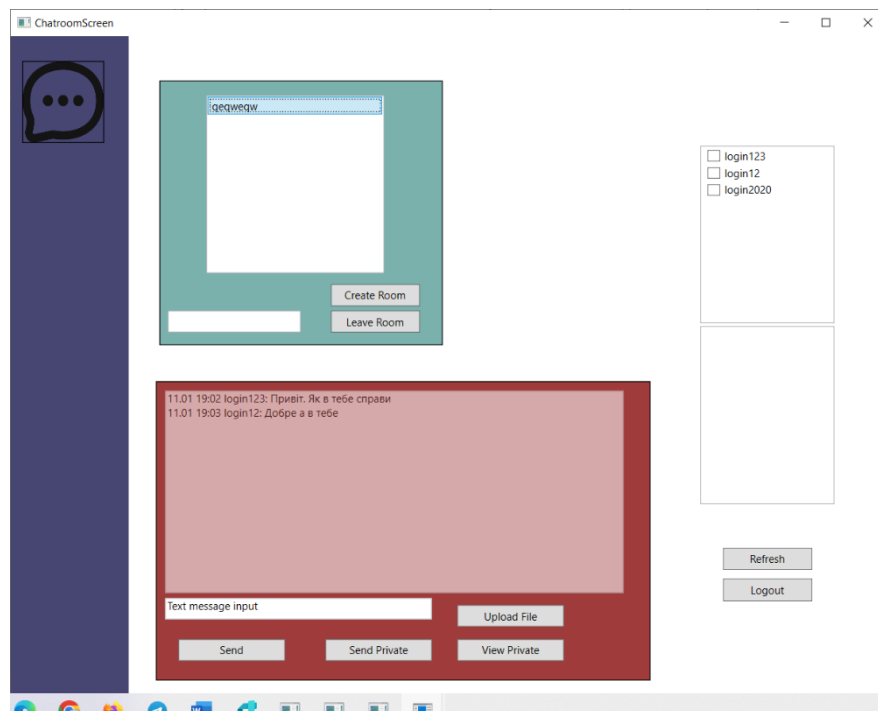 ChatroomScreen
qeqweqw
Create Room
Leave Room
login123
login12
login2020
11.01 19:02 login123: Привіт. Як в тебе справи
11.01 19:03 login12: Добре а в тебе
Text message input
Upload File
Send
Send Private
View Private
Refresh
Logout